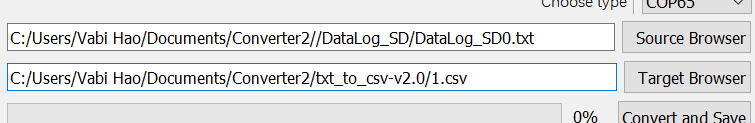 Choose type COP65
C:/Users/Vabi Hao/Documents/Converter2//DataLog_SD/DataLog_SD0.txt Source Browser
C:/Users/Vabi Hao/Documents/Converter2/txt_to_csv-v2.0/1.csv Target Browser
0% Convert and Save